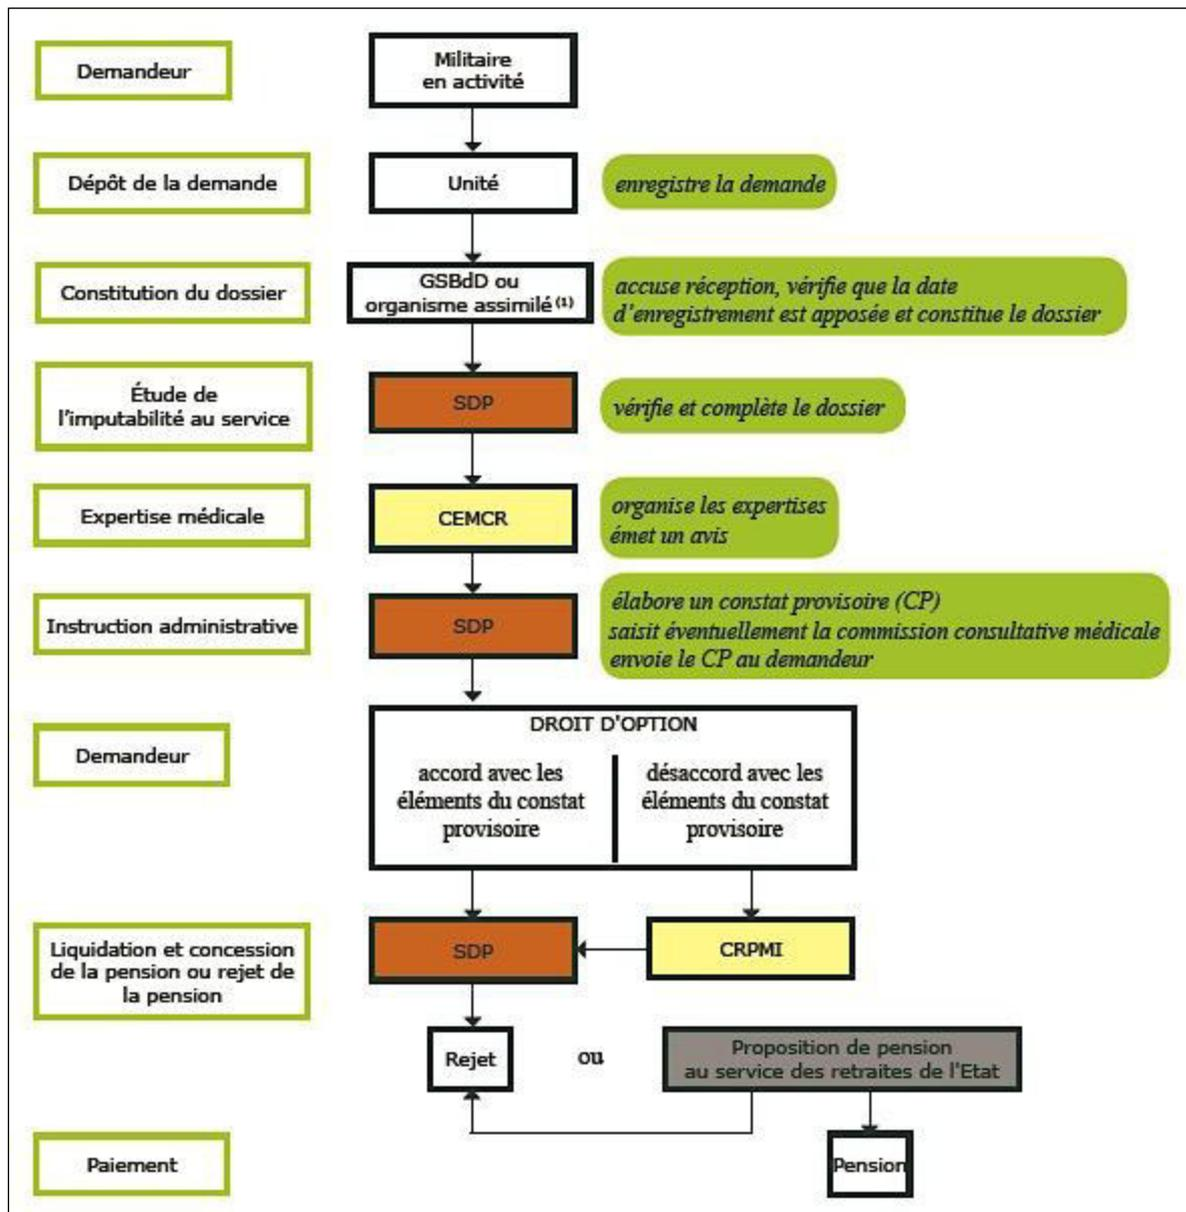 Demandeur
Militaire
en activité
Dépôt de la demande
Unité
enregistre la demande
Constitution du dossier
GSBdD ou
organisme assimilé (1)
accuse réception, vérifie que la date
d'enregistrement est apposée et constitue le dossier
Étude de
l'imputabilité au service
SDP
vérifie et complète le dossier
Expertise médicale
CEMCR
organise les expertises
émet un avis
Instruction administrative
SDP
élabore un constat provisoire (CP)
saisit éventuellement la commission consultative médicale
envoie le CP au demandeur
Demandeur
DROIT D'OPTION
accord avec les
éléments du constat
provisoire
désaccord avec les
éléments du constat
provisoire
Liquidation et concession
de la pension ou rejet de
la pension
SDP
CRPMI
Rejet
ou
Proposition de pension
au service des retraites de l'Etat
Paiement
Pension